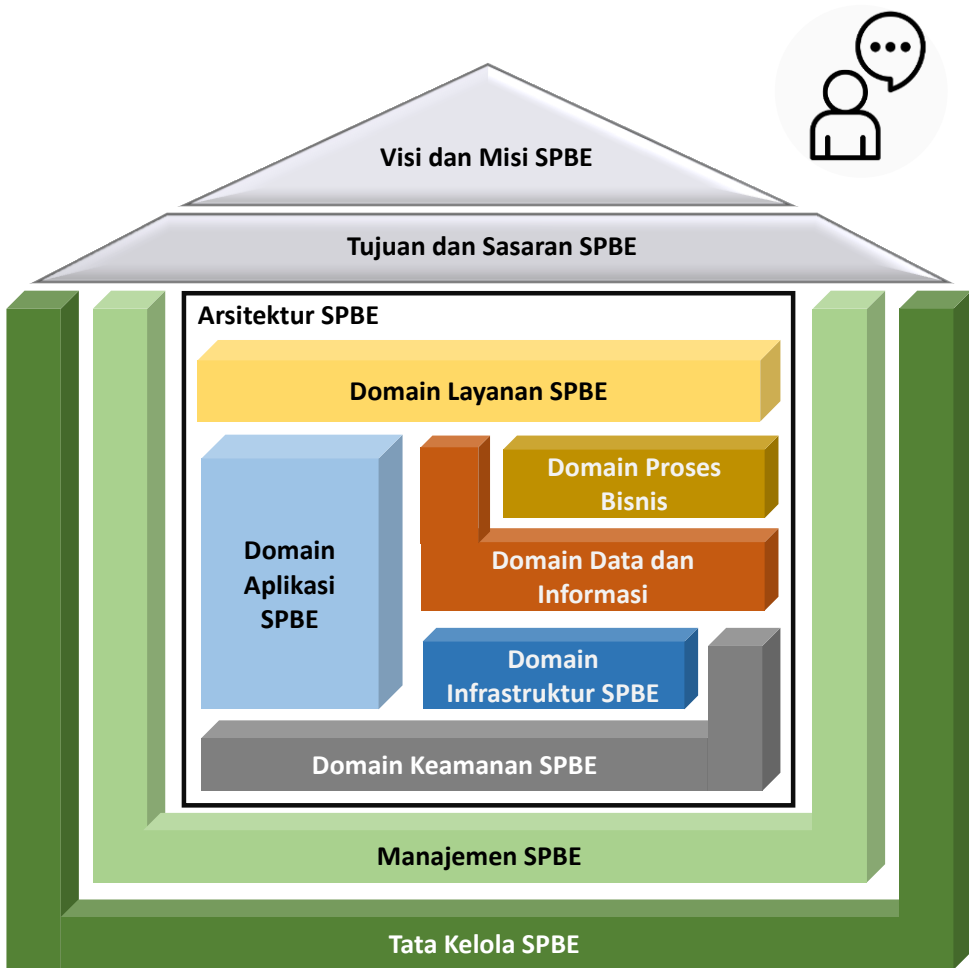 Visi dan Misi SPBE
Tujuan dan Sasaran SPBE
Arsitektur SPBE
Domain Layanan SPBE
Domain
Aplikasi
SPBE
Domain Proses
Bisnis
Domain Data dan
Informasi
Domain
Infrastruktur SPBE
Domain Keamanan SPBE
Manajemen SPBE
Tata Kelola SPBE